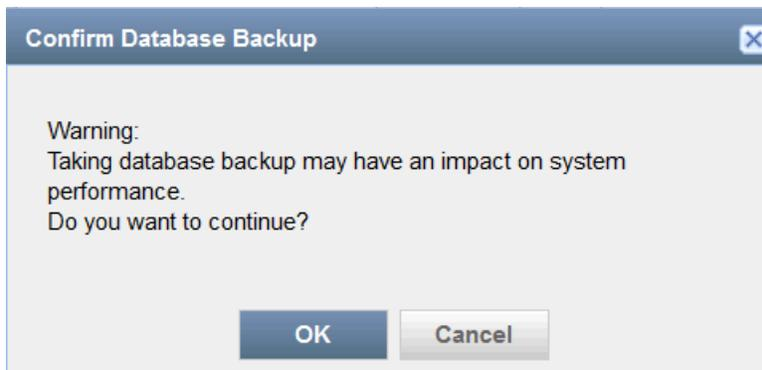 Confirm Database Backup
Warning:
Taking database backup may have an impact on system
performance.
Do you want to continue?
OK
Cancel